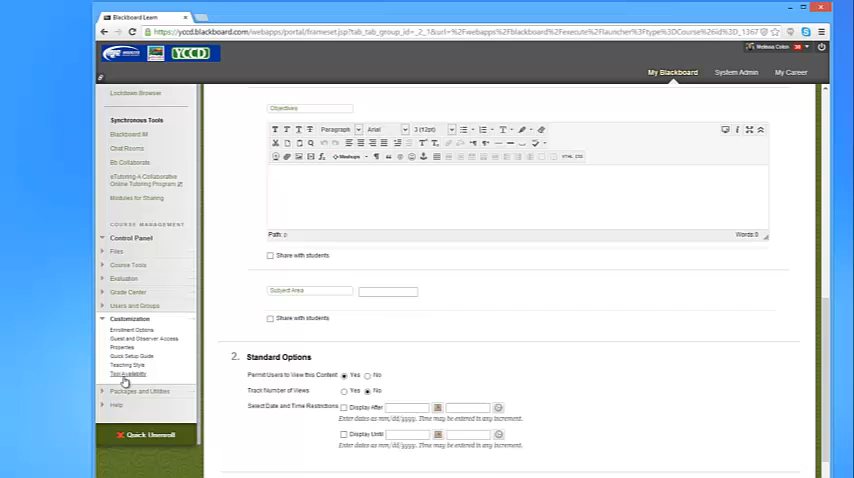 Blackboard Learn
https://yccd.blackboard.com/webapps/portal/frameset.jsp?tab_tab_group_id=_2_1&url=%2Fwebapps%2Fblackboard%2Fexecute%2Flauncher%3Ftype%3DCourse%26id%3D_1367
YCCD
Melissa Colon 38
My Blackboard System Admin My Career
Lockdown Browser
Synchronous Tools
Blackboard IM
Chat Rooms
Bb Collaborate
eTutoring-A Collaborative
Online Tutoring Program
Modules for Sharing
COURSE MANAGEMENT
Control Panel
Files
Course Tools
Evaluation
Grade Center
Users and Groups
Customization
Enrollment Options
Guest and Observer Access
Properties
Quick Setup Guide
Teaching Style
Tool Availability
Packages and Utilities
Help
Quick Unenroll
Objectives
T T T T Paragraph Arial 3 (12pt)
Mashups
HTML CSS
Path: p
Words:0
Share with students
Subject Area
Share with students
2. Standard Options
Permit Users to View this Content Yes No
Track Number of Views Yes No
Select Date and Time Restrictions Display After
Enter dates as mm/dd/yyyy. Time may be entered in any increment.
Display Until
Enter dates as mm/dd/yyyy. Time may be entered in any increment.